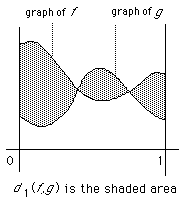 graph of f graph of g
0 1
d₁(f,g) is the shaded area